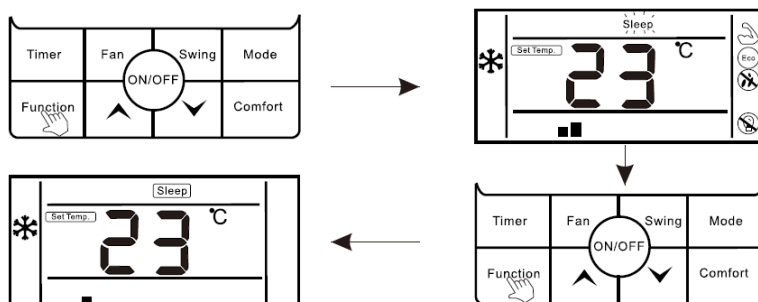 Timer Fan Swing Mode
ON/OFF
Function Comfort
Sleep
Set Temp. 23 °C
Eco
Sleep
Set Temp. 23 °C
Timer Fan Swing Mode
ON/OFF
Function Comfort